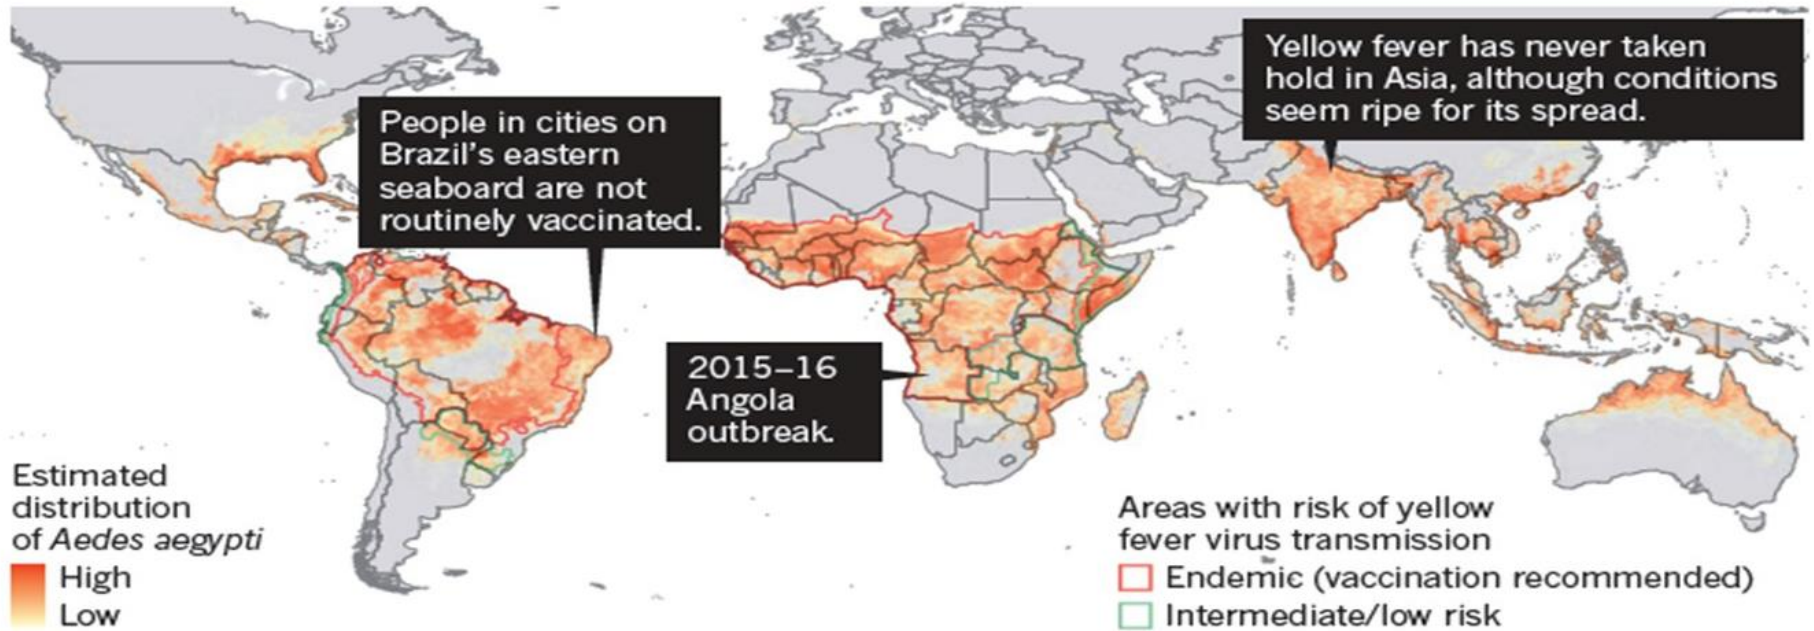 People in cities on
Brazil's eastern
seaboard are not
routinely vaccinated.
Yellow fever has never taken
hold in Asia, although conditions
seem ripe for its spread.
2015–16
Angola
outbreak.
Estimated
distribution
of Aedes aegypti
High
Low
Areas with risk of yellow
fever virus transmission
Endemic (vaccination recommended)
Intermediate/low risk